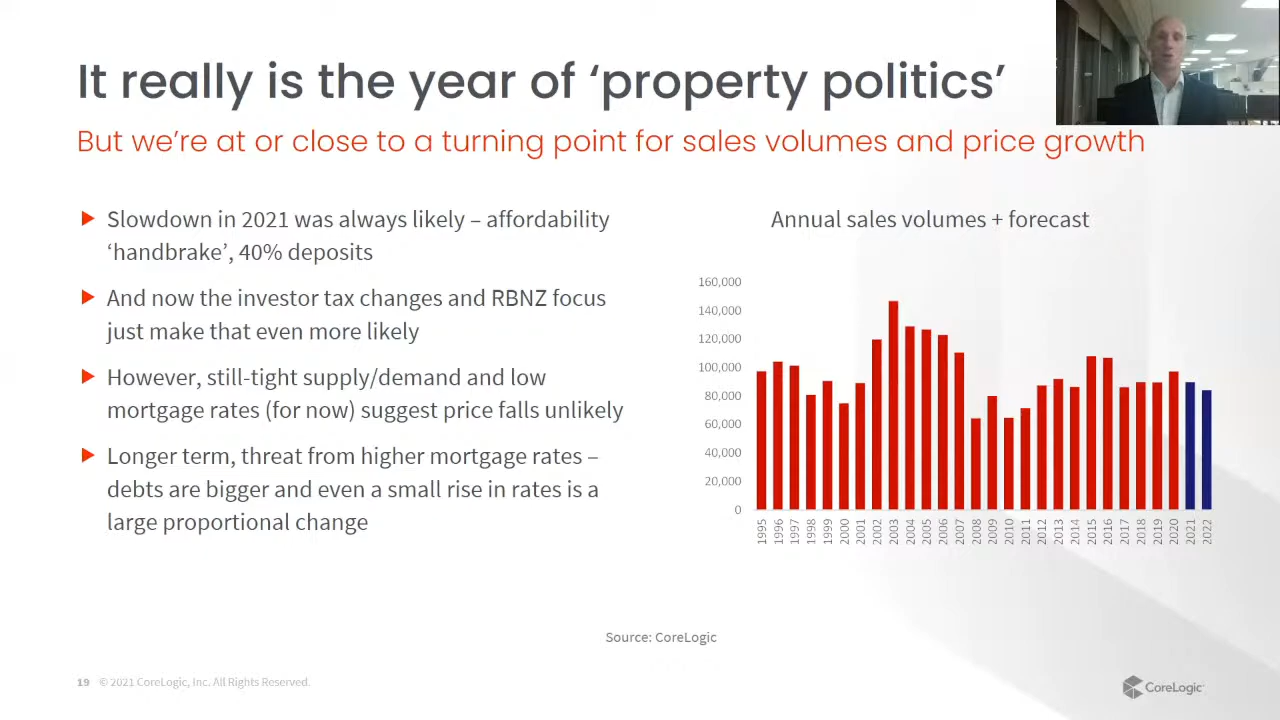 It really is the year of ‘property politics’
But we’re at or close to a turning point for sales volumes and price growth
Slowdown in 2021 was always likely – affordability
‘handbrake’, 40% deposits
And now the investor tax changes and RBNZ focus
just make that even more likely
However, still-tight supply/demand and low
mortgage rates (for now) suggest price falls unlikely
Longer term, threat from higher mortgage rates –
debts are bigger and even a small rise in rates is a
large proportional change
Annual sales volumes + forecast
160,000
140,000
120,000
100,000
80,000
60,000
40,000
20,000
0
1995
1996
1997
1998
1999
2000
2001
2002
2003
2004
2005
2006
2007
2008
2009
2010
2011
2012
2013
2014
2015
2016
2017
2018
2019
2020
2021
2022
Source: CoreLogic
19 © 2021 CoreLogic, Inc. All Rights Reserved.
CoreLogic